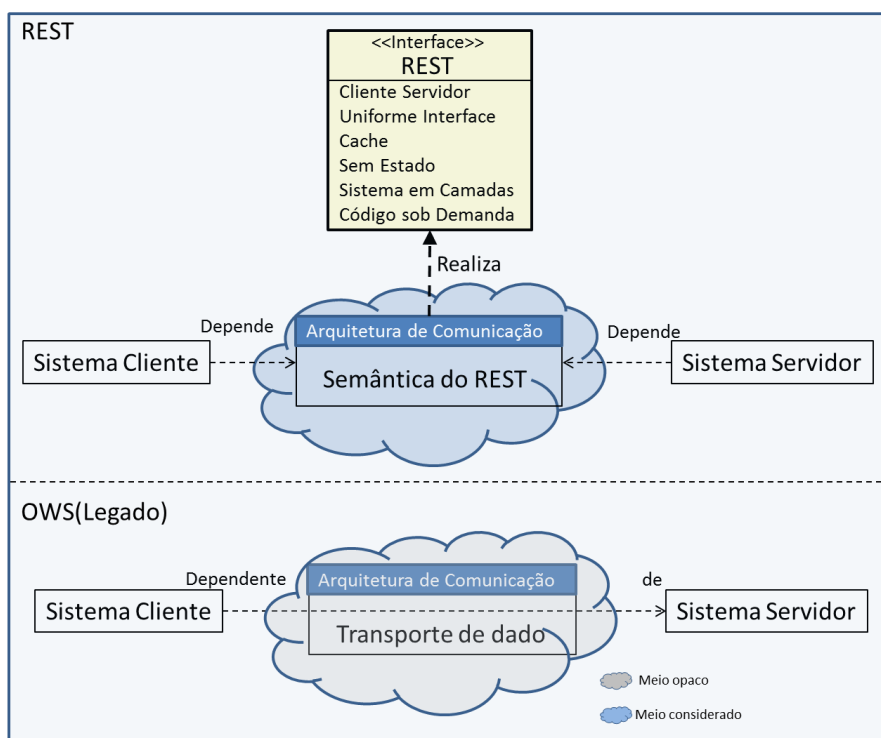 REST
<<Interface>>
REST
Cliente Servidor
Uniforme Interface
Cache
Sem Estado
Sistema em Camadas
Código sob Demanda
Realiza
Depende
Arquitetura de Comunicação
Depende
Sistema Cliente
Semântica do REST
Sistema Servidor
OWS(Legado)
Dependente
Arquitetura de Comunicação
de
Sistema Cliente
Transporte de dado
Sistema Servidor
Meio opaco
Meio considerado